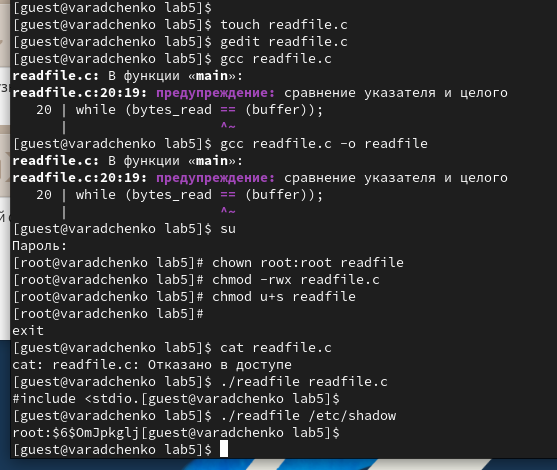 [guest@varadchenko lab5]$
[guest@varadchenko lab5]$ touch readfile.c
[guest@varadchenko lab5]$ gedit readfile.c
[guest@varadchenko lab5]$ gcc readfile.c
readfile.c: В функции «main»:
readfile.c:20:19: предупреждение: сравнение указателя и целого
   20 | while (bytes_read == (buffer));
      |                   ^~
[guest@varadchenko lab5]$ gcc readfile.c -o readfile
readfile.c: В функции «main»:
readfile.c:20:19: предупреждение: сравнение указателя и целого
   20 | while (bytes_read == (buffer));
      |                   ^~
[guest@varadchenko lab5]$ su
Пароль:
[root@varadchenko lab5]# chown root:root readfile
[root@varadchenko lab5]# chmod -rwx readfile.c
[root@varadchenko lab5]# chmod u+s readfile
[root@varadchenko lab5]#
exit
[guest@varadchenko lab5]$ cat readfile.c
cat: readfile.c: Отказано в доступе
[guest@varadchenko lab5]$ ./readfile readfile.c
#include <stdio.[guest@varadchenko lab5]$
[guest@varadchenko lab5]$ ./readfile /etc/shadow
root:$6$OmJpkglj[guest@varadchenko lab5]$
[guest@varadchenko lab5]$